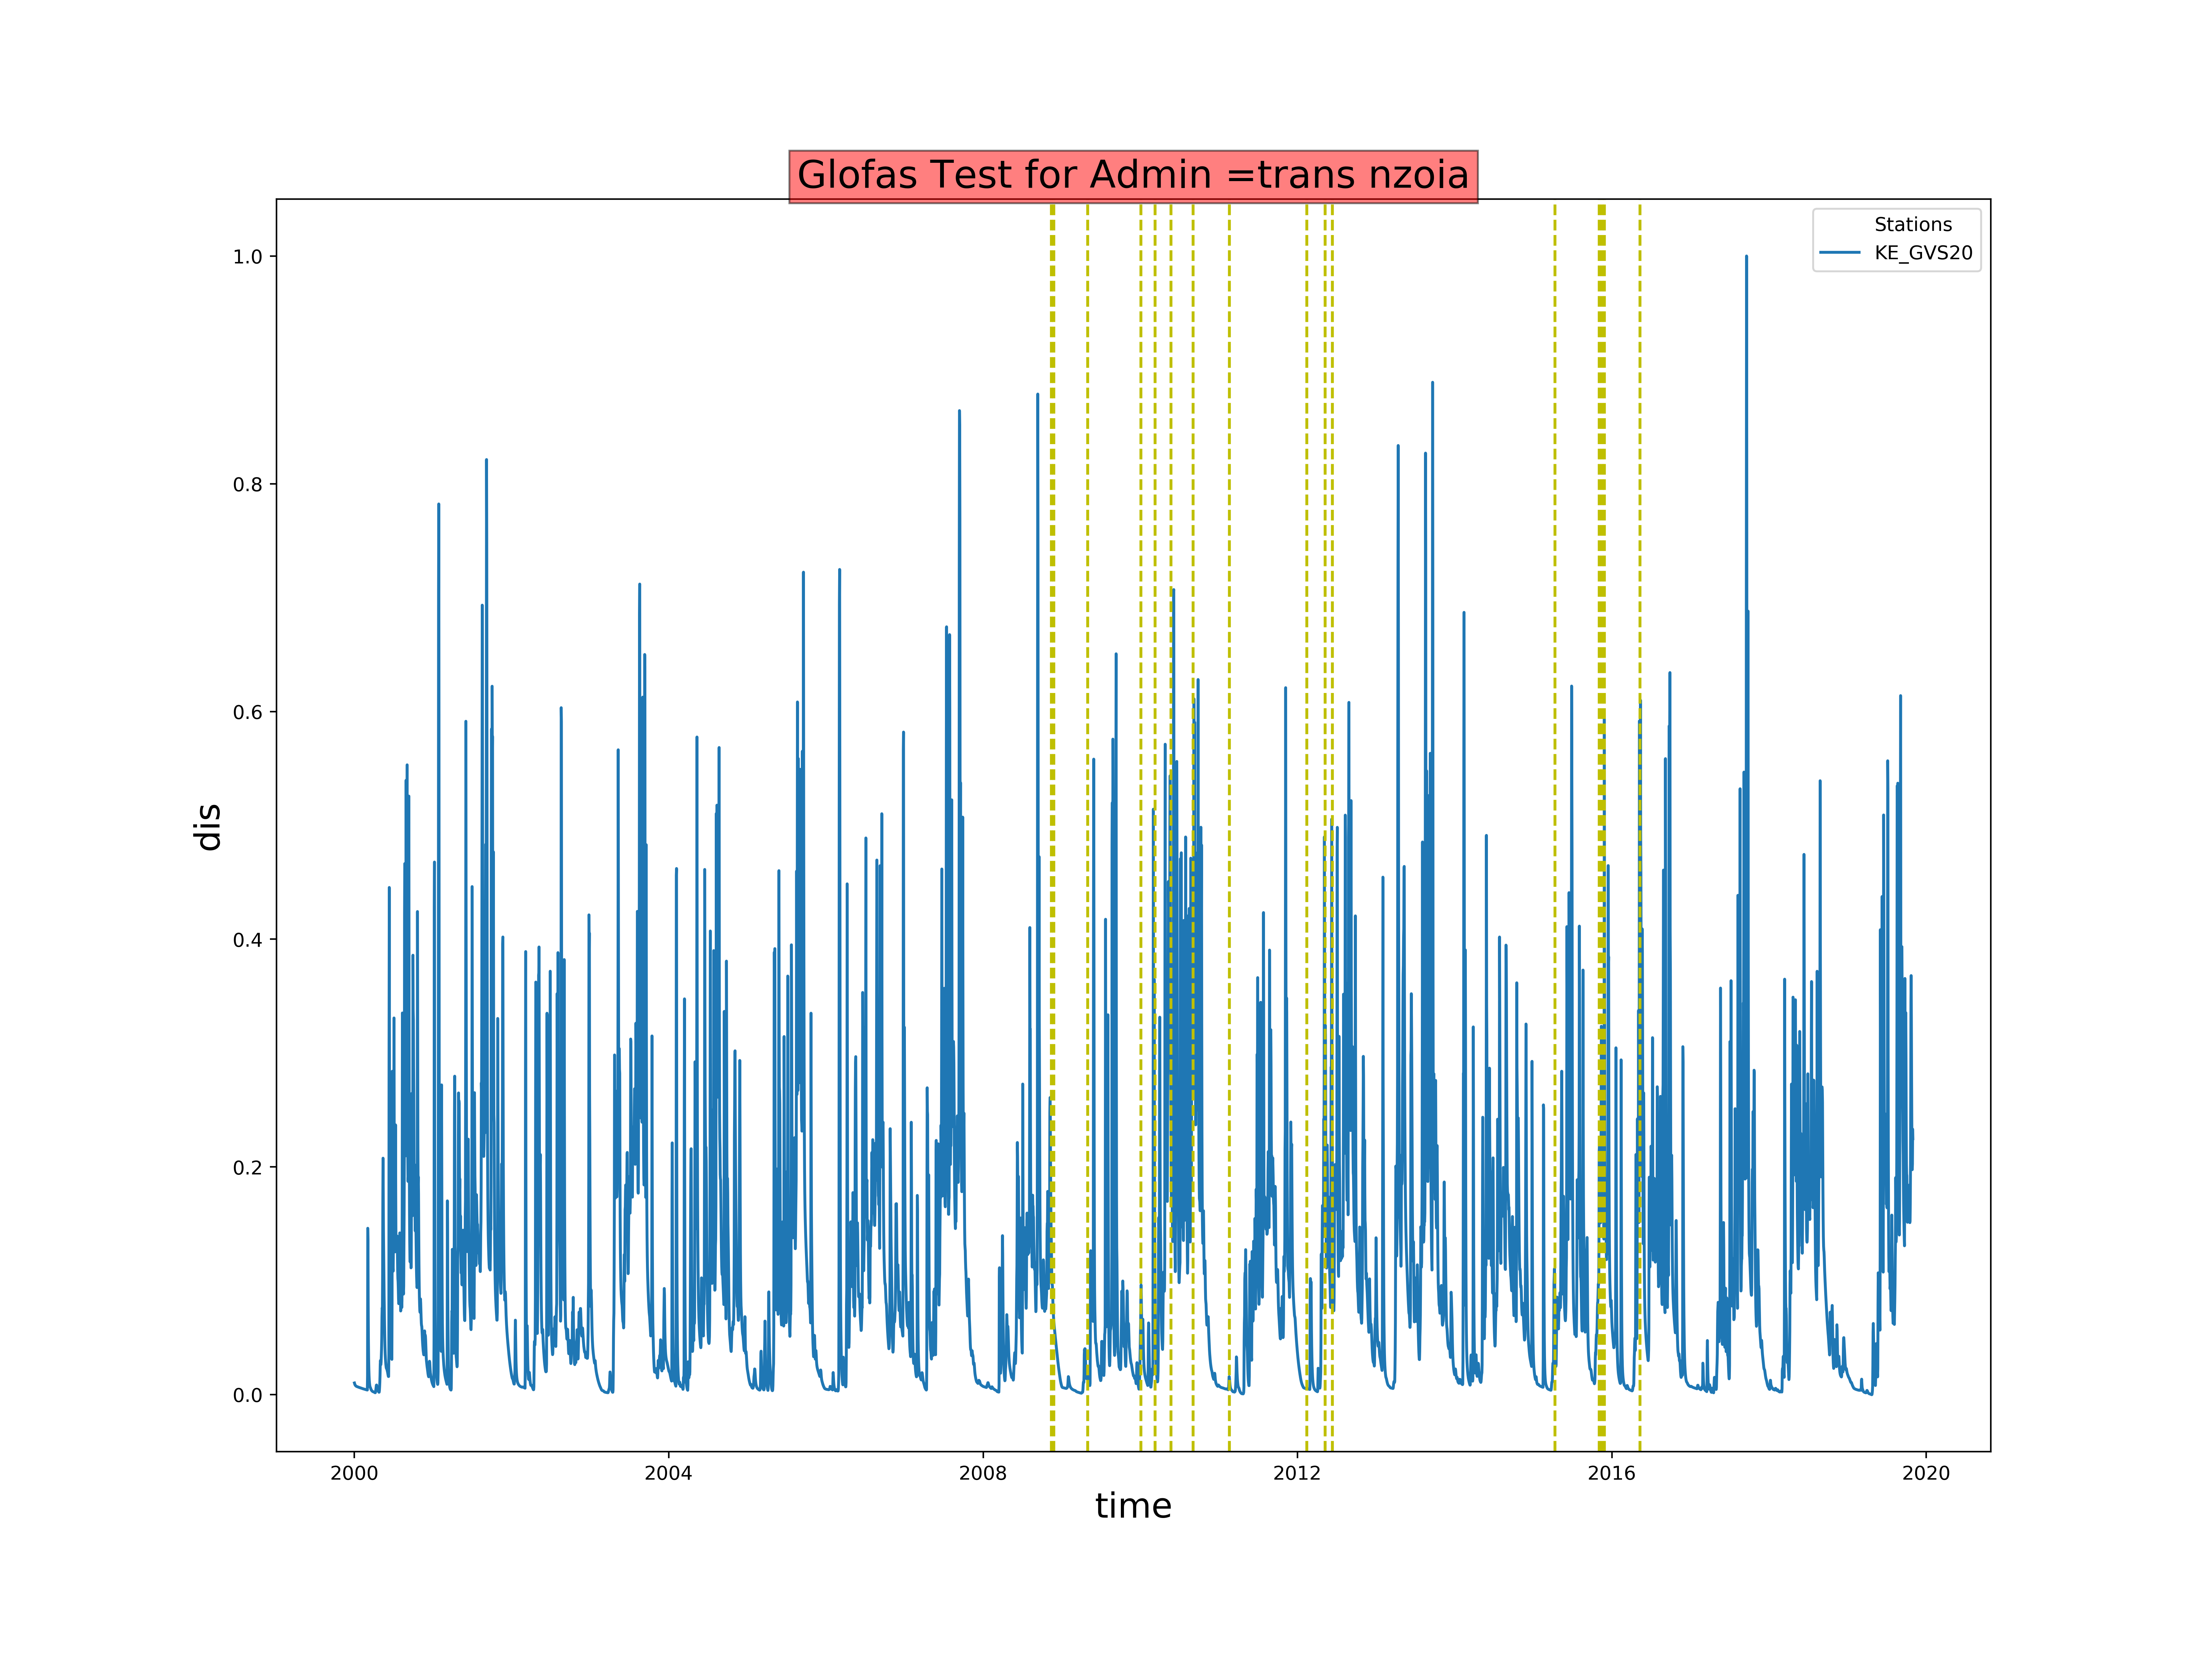 Glofas Test for Admin =trans nzoia
Stations
KE_GVS20
1.0
0.8
0.6
0.4
0.2
0.0
dis
2000 2004 2008 2012 2016 2020
time